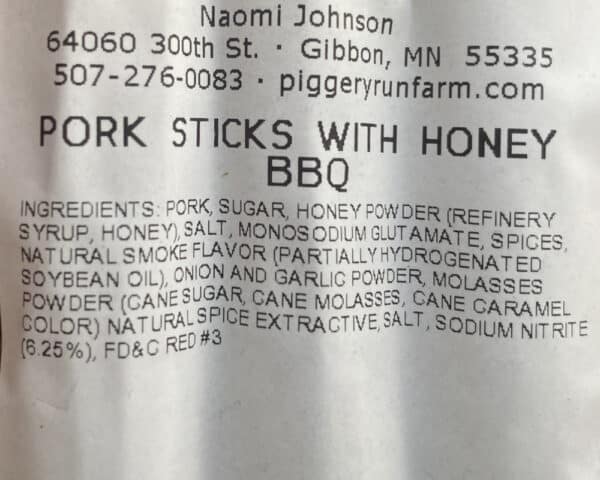 Naomi Johnson
64060 300th St. · Gibbon, MN 55335
507-276-0083 · piggeryrunfarm.com
PORK STICKS WITH HONEY
BBQ
INGREDIENTS: PORK, SUGAR, HONEY POWDER (REFINERY
SYRUP, HONEY), SALT, MONOSODIUM GLUTAMATE, SPICES,
NATURAL SMOKE FLAVOR (PARTIALLY HYDROGENATED
SOYBEAN OIL), ONION AND GARLIC POWDER, MOLASSES
POWDER (CANE SUGAR, CANE MOLASSES, CANE CARAMEL
COLOR) NATURAL SPICE EXTRACTIVE, SALT, SODIUM NITRITE
(6.25%), FD&C RED #3